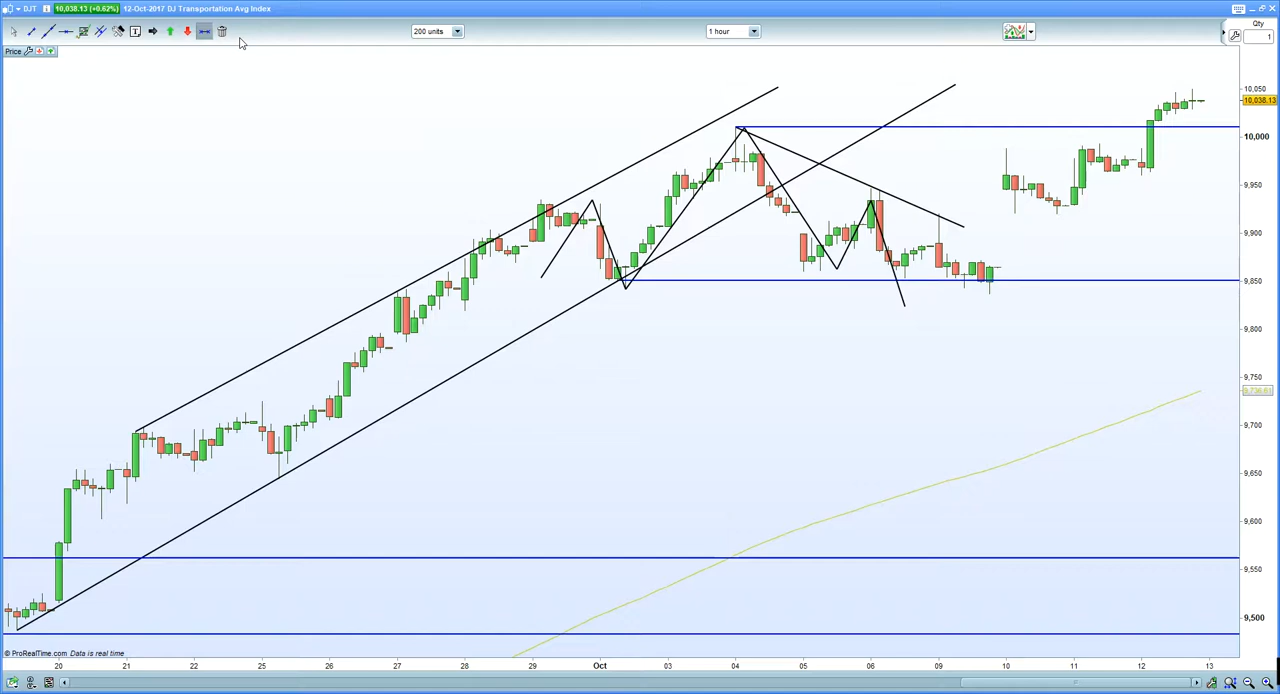 DJT 10,038.13 (+0.62%) 12-Oct-2017 DJ Transportation Avg Index
200 units 1 hour Qty
1
Price
10,050
10,038.13
10,000
9,950
9,900
9,850
9,800
9,750
9,700
9,650
9,600
9,550
9,500
© ProRealTime.com Data is real time
20 21 22 25 26 27 28 29 Oct 03 04 05 06 09 10 11 12 13